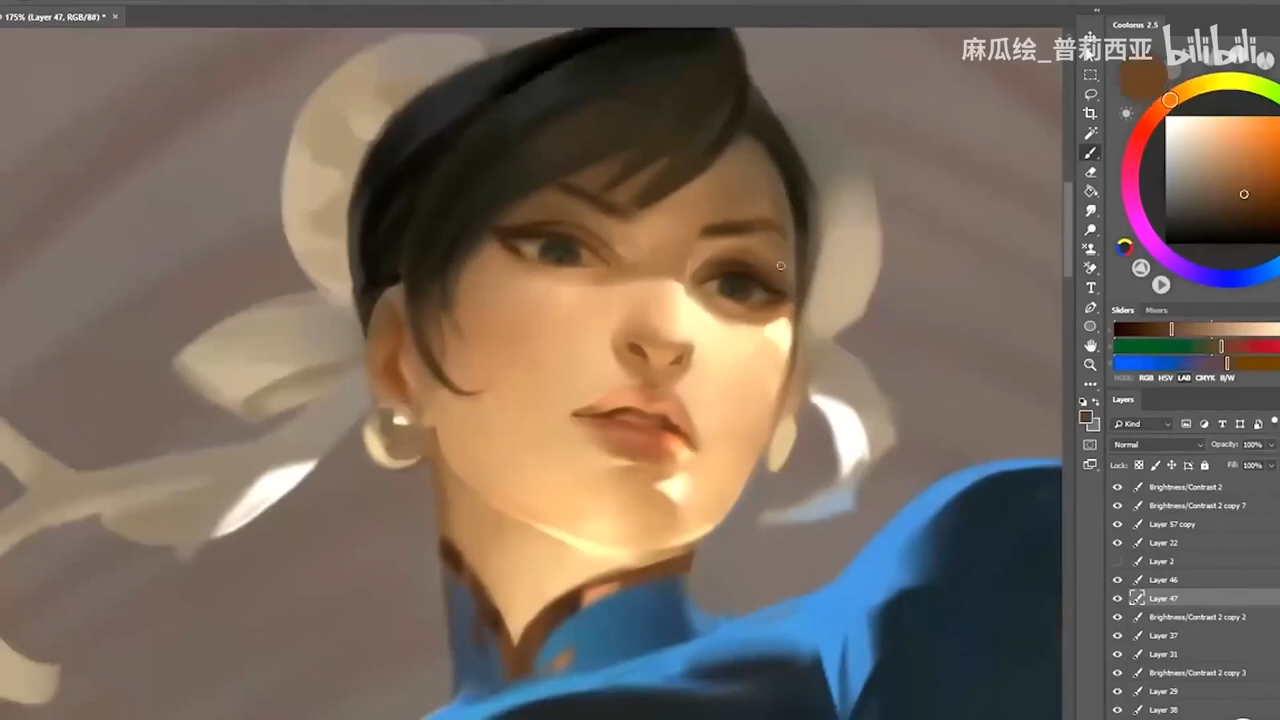 175% (Layer 47, RGB/8#) *
Coolorus 2.5
麻瓜绘_普莉西亚 bilibili
Sliders Mixers
MODE: RGB HSV LAB CMYK B/W
Layers
Kind
Normal Opacity: 100%
Lock: Fill: 100%
Brightness/Contrast 2
Brightness/Contrast 2 copy 7
Layer 57 copy
Layer 22
Layer 2
Layer 46
Layer 47
Brightness/Contrast 2 copy 2
Layer 37
Layer 31
Brightness/Contrast 2 copy 3
Layer 29
Layer 38